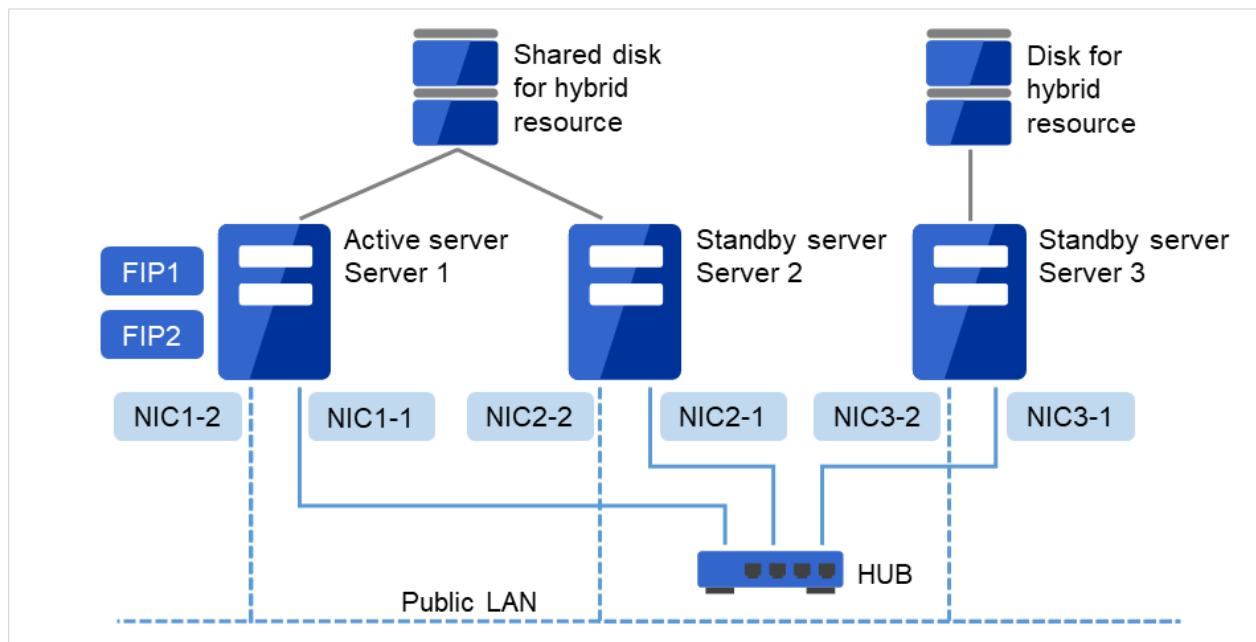 Shared disk
for hybrid
resource
Disk for
hybrid
resource
Active server
Server 1
Standby server
Server 2
Standby server
Server 3
FIP1
FIP2
NIC1-2
NIC1-1
NIC2-2
NIC2-1
NIC3-2
NIC3-1
HUB
Public LAN